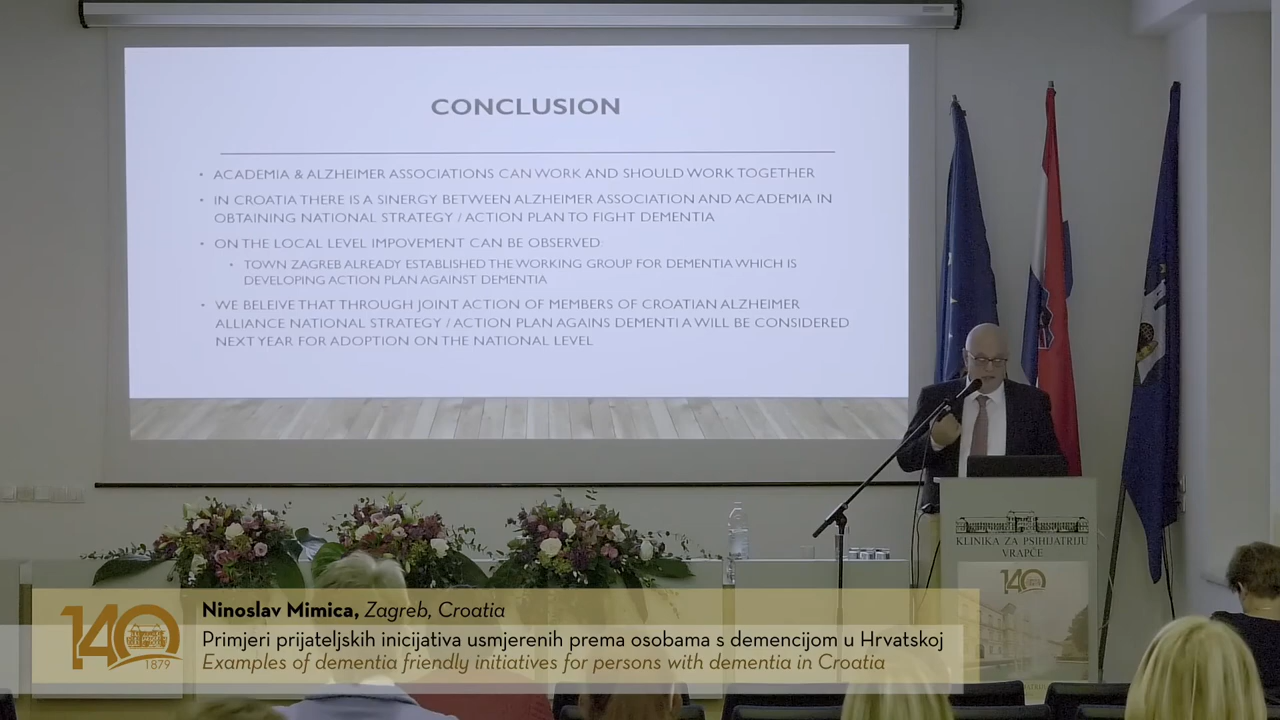 CONCLUSION
ACADEMIA & ALZHEIMER ASSOCIATIONS CAN WORK AND SHOULD WORK TOGETHER
IN CROATIA THERE IS A SINERGY BETWEEN ALZHEIMER ASSOCIATION AND ACADEMIA IN
OBTAINING NATIONAL STRATEGY / ACTION PLAN TO FIGHT DEMENTIA
ON THE LOCAL LEVEL IMPOVEMENT CAN BE OBSERVED:
TOWN ZAGREB ALREADY ESTABLISHED THE WORKING GROUP FOR DEMENTIA WHICH IS
DEVELOPING ACTION PLAN AGAINST DEMENTIA
WE BELEIVE THAT THROUGH JOINT ACTION OF MEMBERS OF CROATIAN ALZHEIMER
ALLIANCE NATIONAL STRATEGY / ACTION PLAN AGAINS DEMENTI A WILL BE CONSIDERED
NEXT YEAR FOR ADOPTION ON THE NATIONAL LEVEL
KLINIKA ZA PSIHIJATRIJU
VRAPČE
140
140
1879
Ninoslav Mimica, Zagreb, Croatia
Primjeri prijateljskih inicijativa usmjerenih prema osobama s demencijom u Hrvatskoj
Examples of dementia friendly initiatives for persons with dementia in Croatia